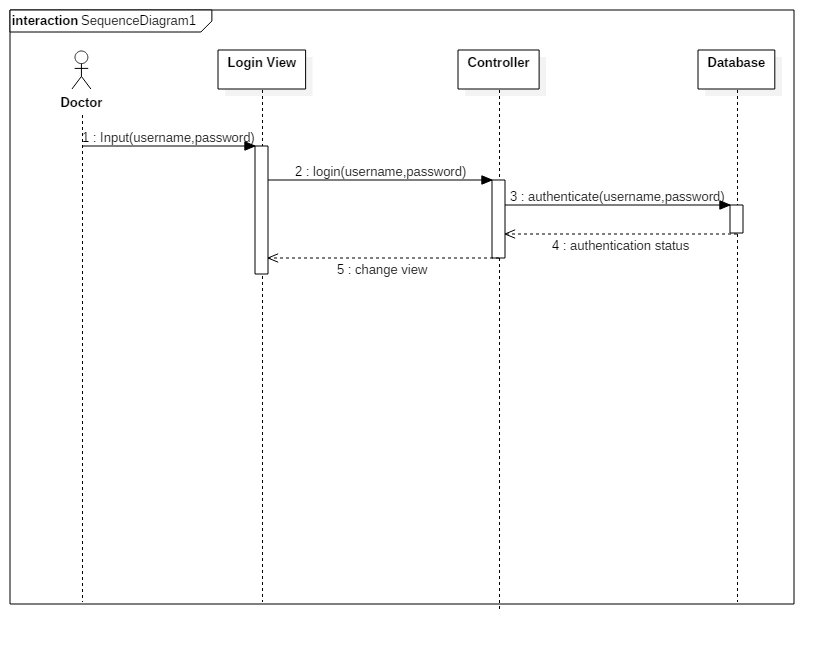 interaction SequenceDiagram1
Login View
Controller
Database
Doctor
1 : Input(username,password)
2 : login(username,password)
3 : authenticate(username,password)
4 : authentication status
5 : change view